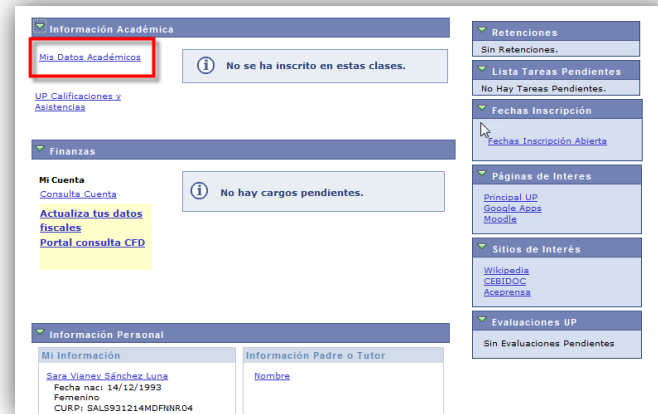 Información Académica
Mis Datos Académicos
No se ha inscrito en estas clases.
UP Calificaciones y
Asistencias
Finanzas
Mi Cuenta
Consulta Cuenta
No hay cargos pendientes.
Actualiza tus datos
fiscales
Portal consulta CFD
Información Personal
Mi Información
Sara Vianey Sánchez Luna
Fecha nac: 14/12/1993
Femenino
CURP: SALS931214MDFNNR04
Información Padre o Tutor
Nombre
Retenciones
Sin Retenciones.
Lista Tareas Pendientes
No Hay Tareas Pendientes.
Fechas Inscripción
Fechas Inscripción Abierta
Páginas de Interes
Principal UP
Google Apps
Moodle
Sitios de Interés
Wikipedia
CEBIDOC
Aceprensa
Evaluaciones UP
Sin Evaluaciones Pendientes